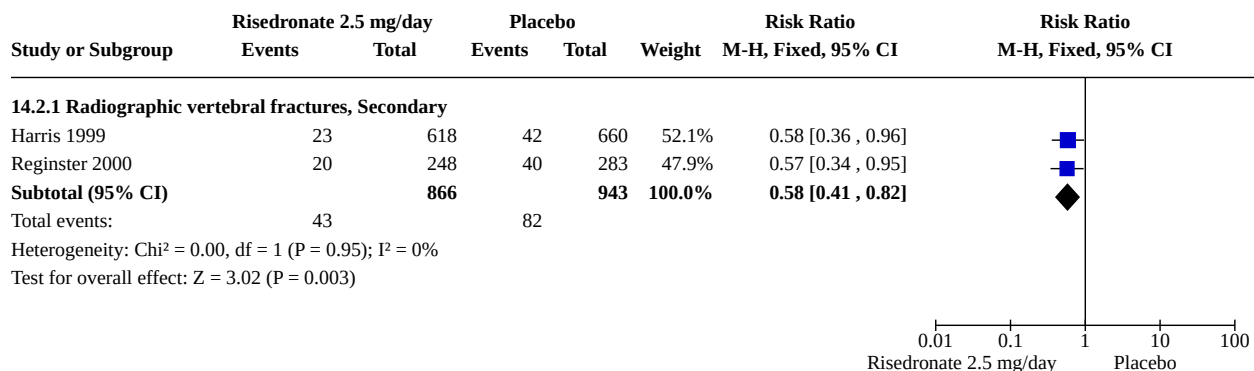 Risedronate 2.5 mg/day Placebo Risk Ratio Risk Ratio
Study or Subgroup Events Total Events Total Weight M-H, Fixed, 95% CI M-H, Fixed, 95% CI
14.2.1 Radiographic vertebral fractures, Secondary
Harris 1999 23 618 42 660 52.1% 0.58 [0.36 , 0.96]
Reginster 2000 20 248 40 283 47.9% 0.57 [0.34 , 0.95]
Subtotal (95% CI) 866 943 100.0% 0.58 [0.41 , 0.82]
Total events: 43 82
Heterogeneity: Chi² = 0.00, df = 1 (P = 0.95); I² = 0%
Test for overall effect: Z = 3.02 (P = 0.003)
0.01 0.1 1 10 100
Risedronate 2.5 mg/day Placebo